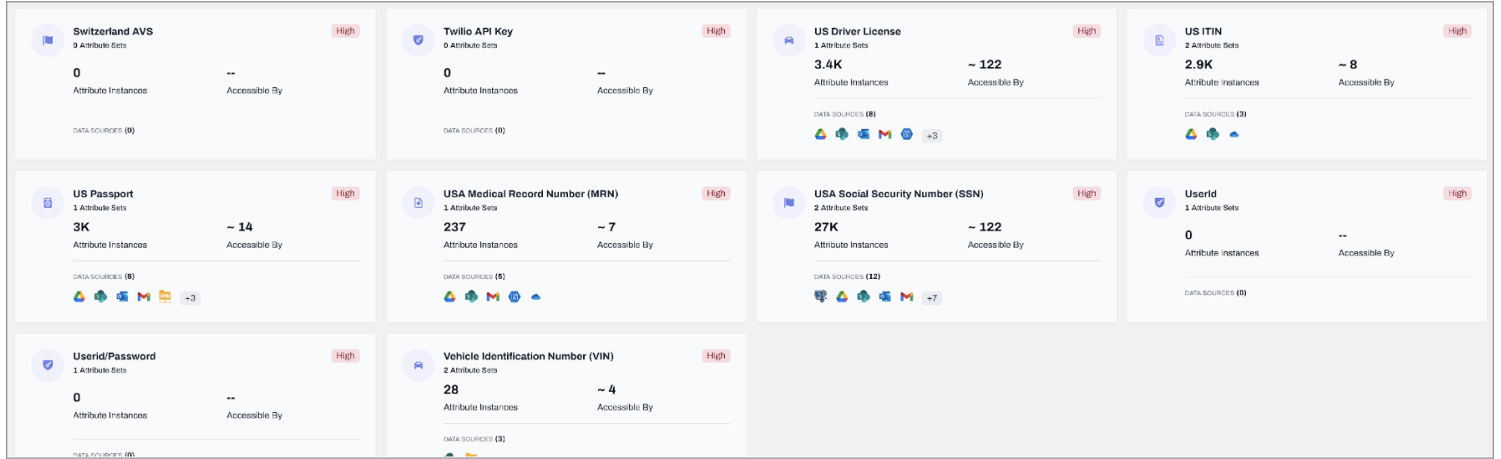 Switzerland AVS
High
0 Attribute Sets
0
--
Attribute Instances
Accessible By
DATA SOURCES (0)
Twilio API Key
High
0 Attribute Sets
0
--
Attribute Instances
Accessible By
DATA SOURCES (0)
US Driver License
High
1 Attribute Sets
3.4K
~ 122
Attribute Instances
Accessible By
DATA SOURCES (8)
+3
US ITIN
High
2 Attribute Sets
2.9K
~ 8
Attribute Instances
Accessible By
DATA SOURCES (3)
US Passport
High
1 Attribute Sets
3K
~ 14
Attribute Instances
Accessible By
DATA SOURCES (8)
+3
USA Medical Record Number (MRN)
High
1 Attribute Sets
237
~ 7
Attribute Instances
Accessible By
DATA SOURCES (5)
USA Social Security Number (SSN)
High
2 Attribute Sets
27K
~ 122
Attribute Instances
Accessible By
DATA SOURCES (12)
+7
UserId
High
1 Attribute Sets
0
--
Attribute Instances
Accessible By
DATA SOURCES (0)
Userid/Password
High
1 Attribute Sets
0
--
Attribute Instances
Accessible By
DATA SOURCES (0)
Vehicle Identification Number (VIN)
High
2 Attribute Sets
28
~ 4
Attribute Instances
Accessible By
DATA SOURCES (3)